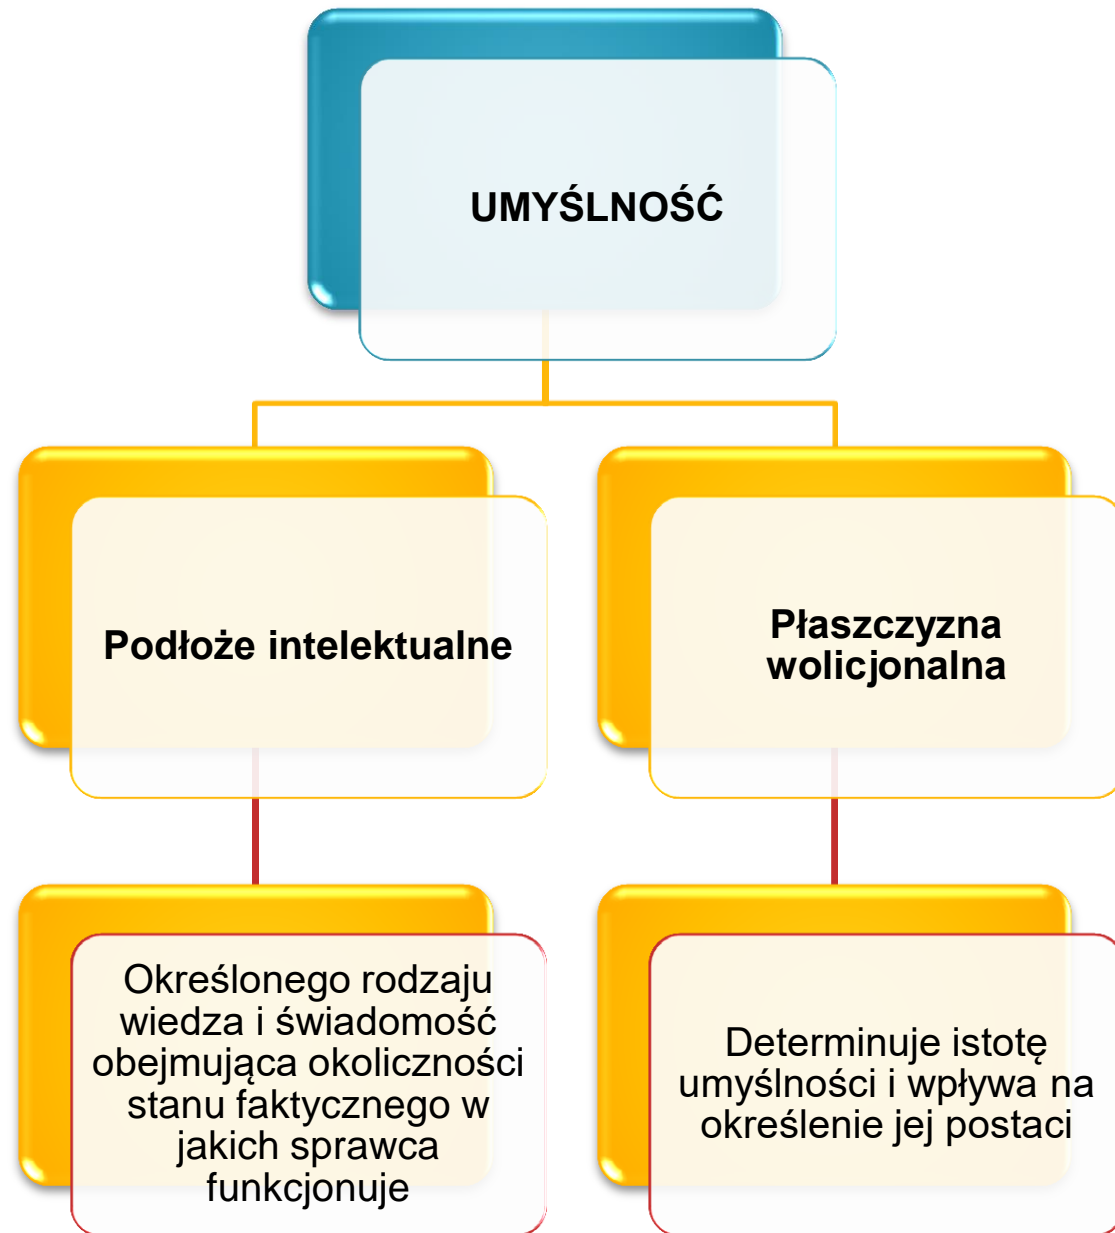 UMYŚLNOŚĆ
Podłoże intelektualne
Płaszczyzna
wolicjonalna
Określonego rodzaju
wiedza i świadomość
obejmująca okoliczności
stanu faktycznego w
jakich sprawca
funkcjonuje
Determinuje istotę
umyślności i wpływa na
określenie jej postaci